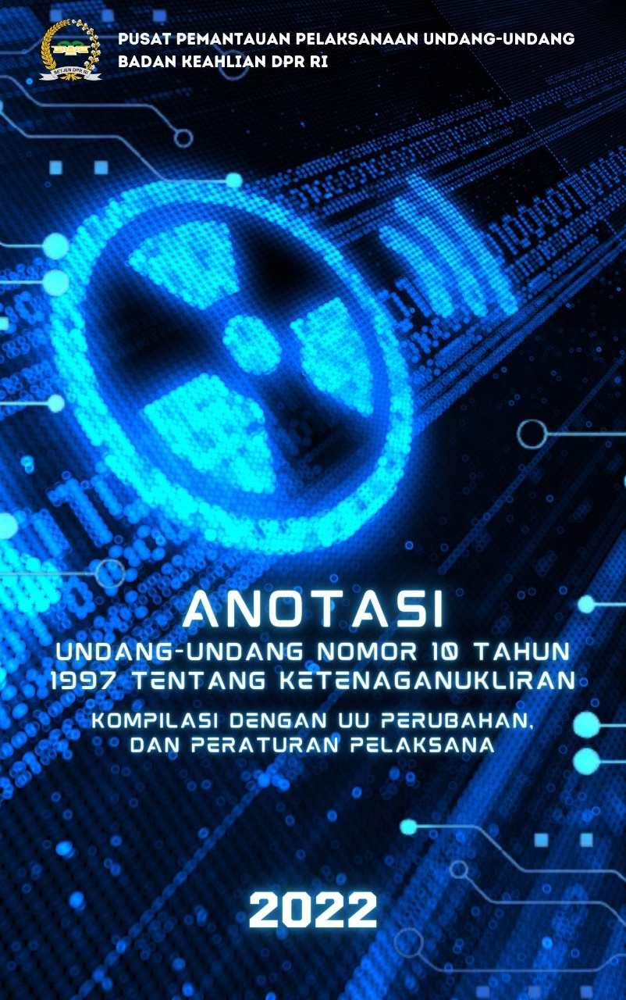 PUSAT PEMANTAUAN PELAKSANAAN UNDANG-UNDANG
BADAN KEAHLIAN DPR RI
SETJEN DPR RI
ANOTASI
UNDANG-UNDANG NOMOR 10 TAHUN
1997 TENTANG KETENAGANUKLIRAN
KOMPILASI DENGAN UU PERUBAHAN,
DAN PERATURAN PELAKSANA
2022